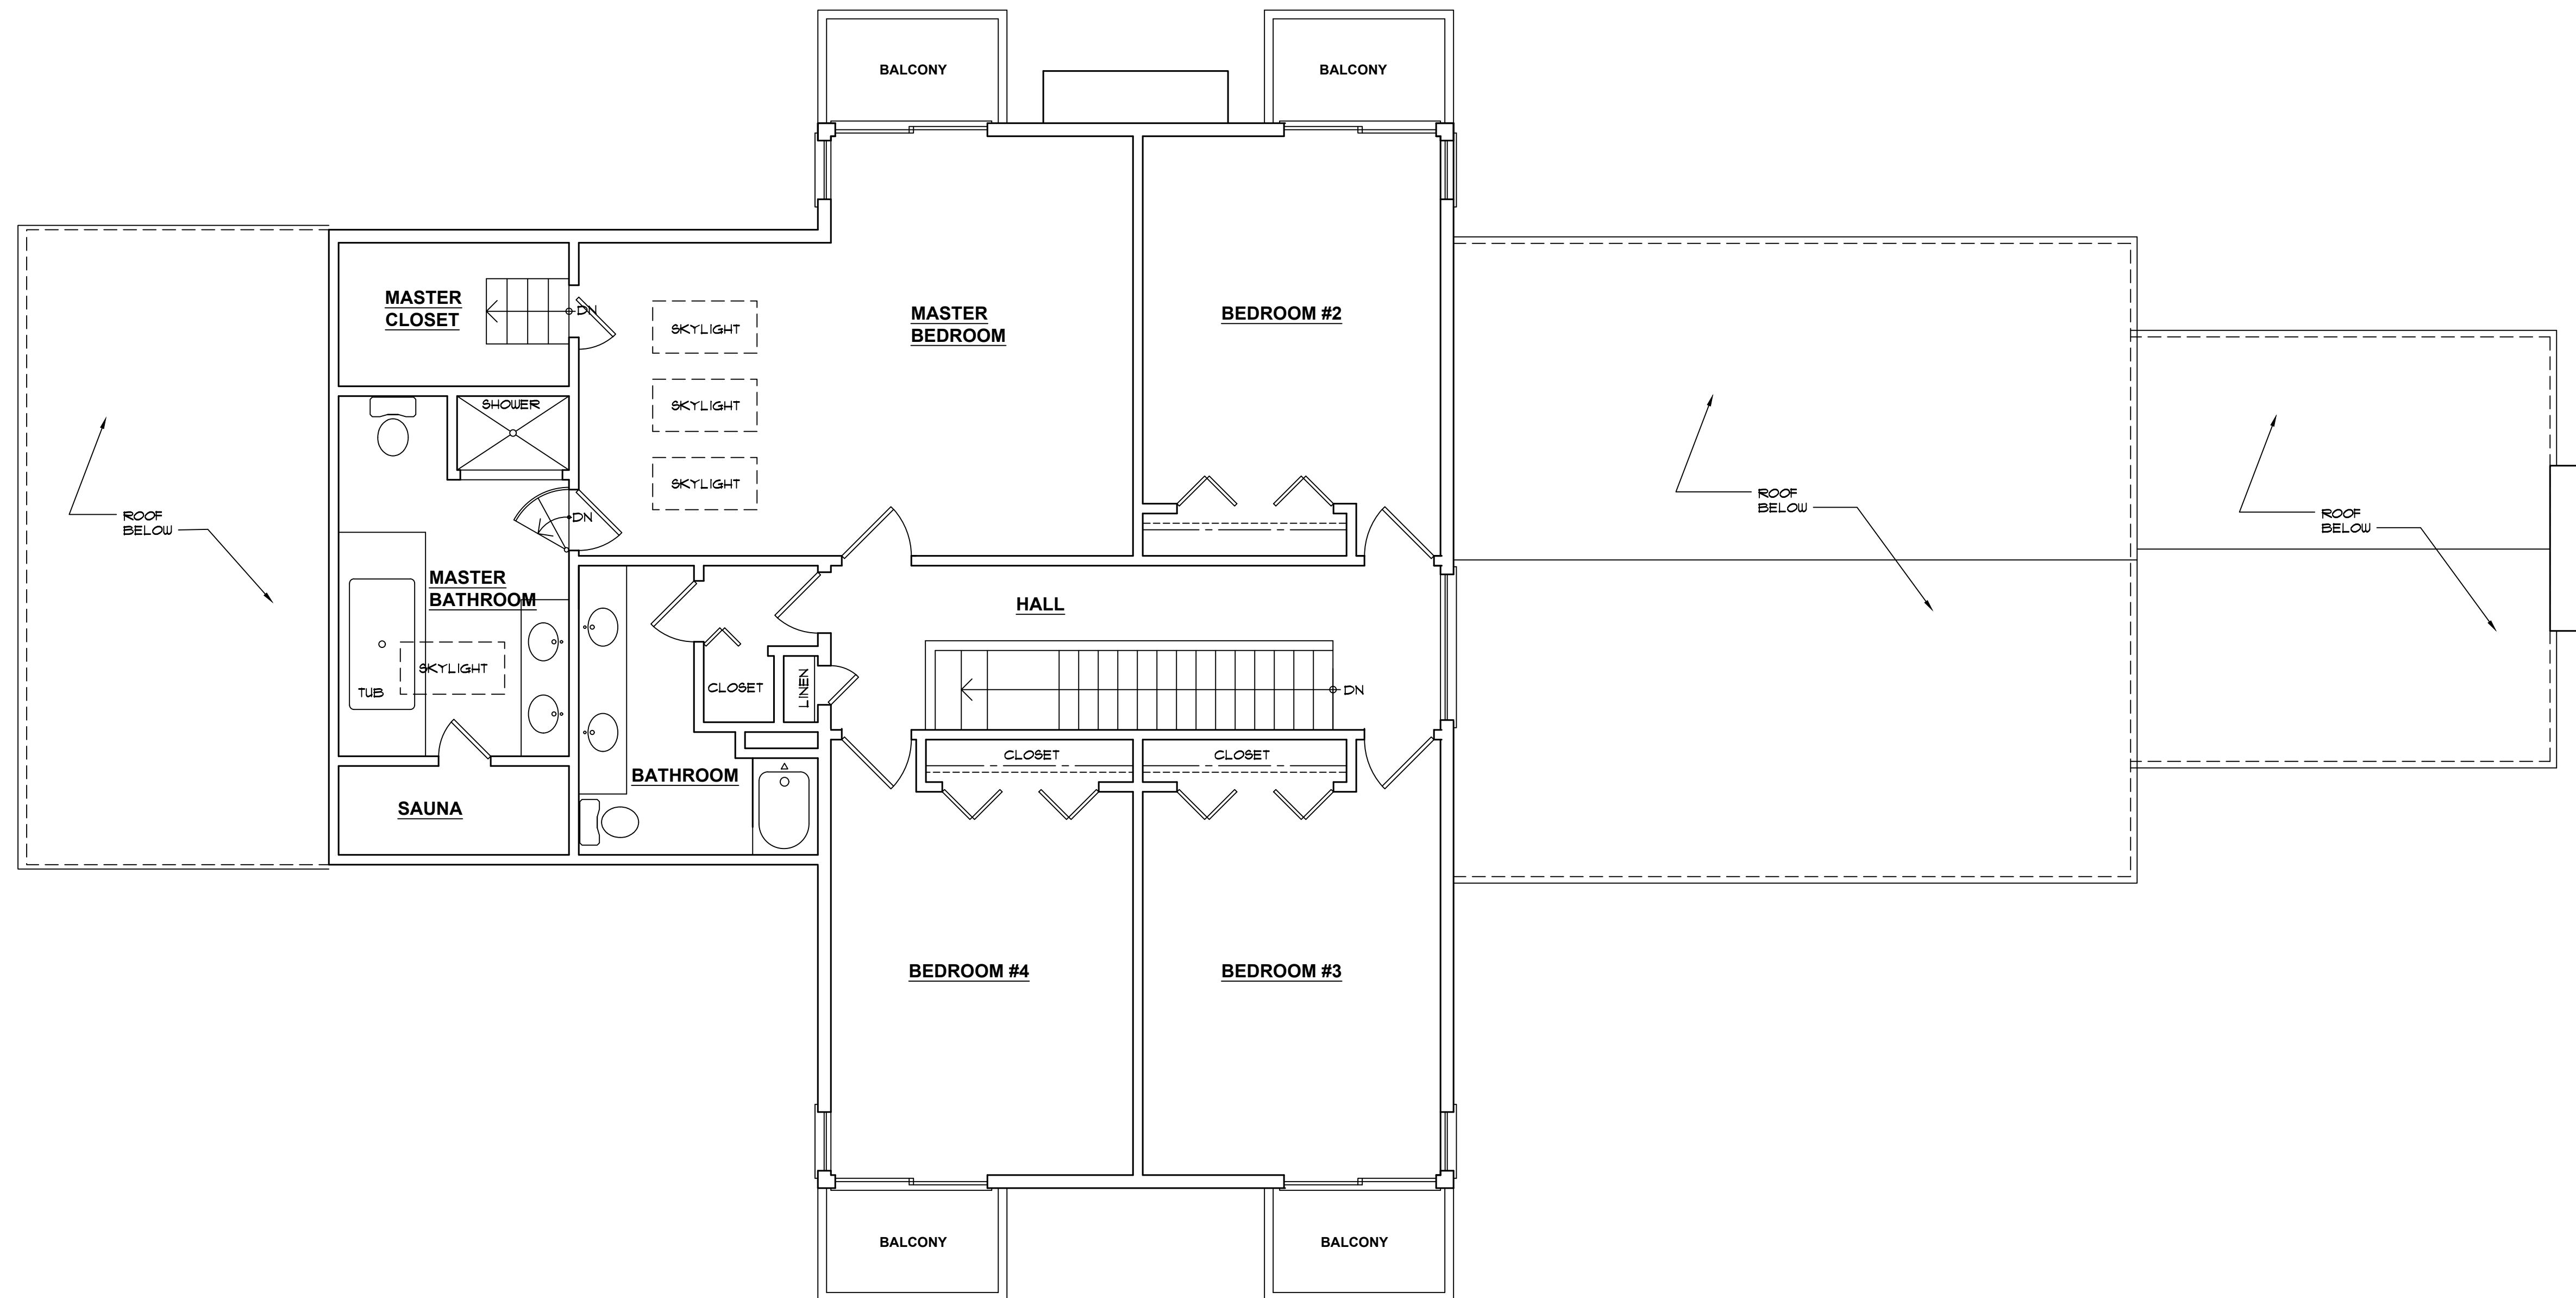 BALCONY
BALCONY
MASTER
CLOSET
DN
SKYLIGHT
MASTER
BEDROOM
BEDROOM #2
SKYLIGHT
SHOWER
SKYLIGHT
DN
ROOF
BELOW
ROOF
BELOW
ROOF
BELOW
MASTER
BATHROOM
HALL
SKYLIGHT
TUB
CLOSET
LINEN
DN
CLOSET
CLOSET
BATHROOM
SAUNA
BEDROOM #4
BEDROOM #3
BALCONY
BALCONY